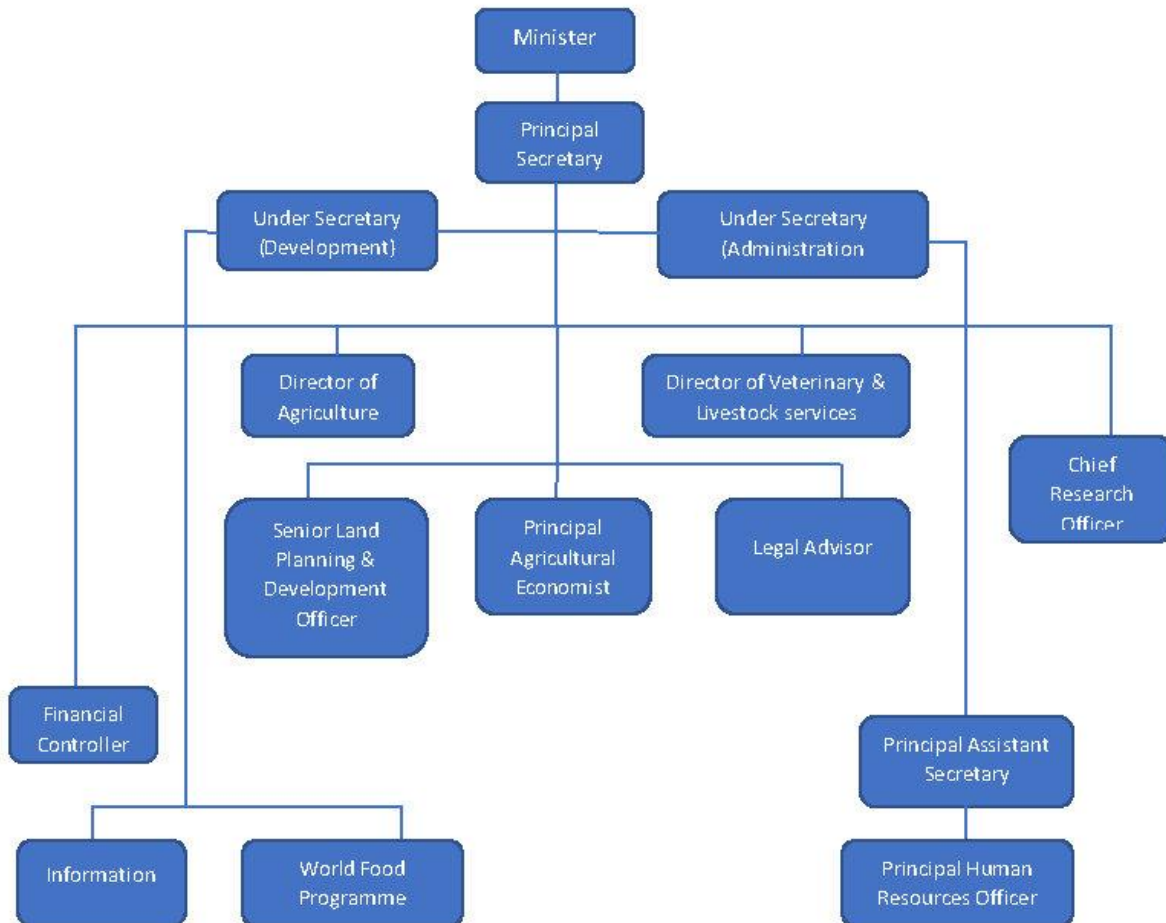 Minister
Principal
Secretary
Under Secretary
(Development)
Under Secretary
(Administration
Director of
Agriculture
Director of Veterinary &
Livestock services
Chief
Research
Officer
Senior Land
Planning &
Development
Officer
Principal
Agricultural
Economist
Legal Advisor
Financial
Controller
Principal Assistant
Secretary
Information
World Food
Programme
Principal Human
Resources Officer